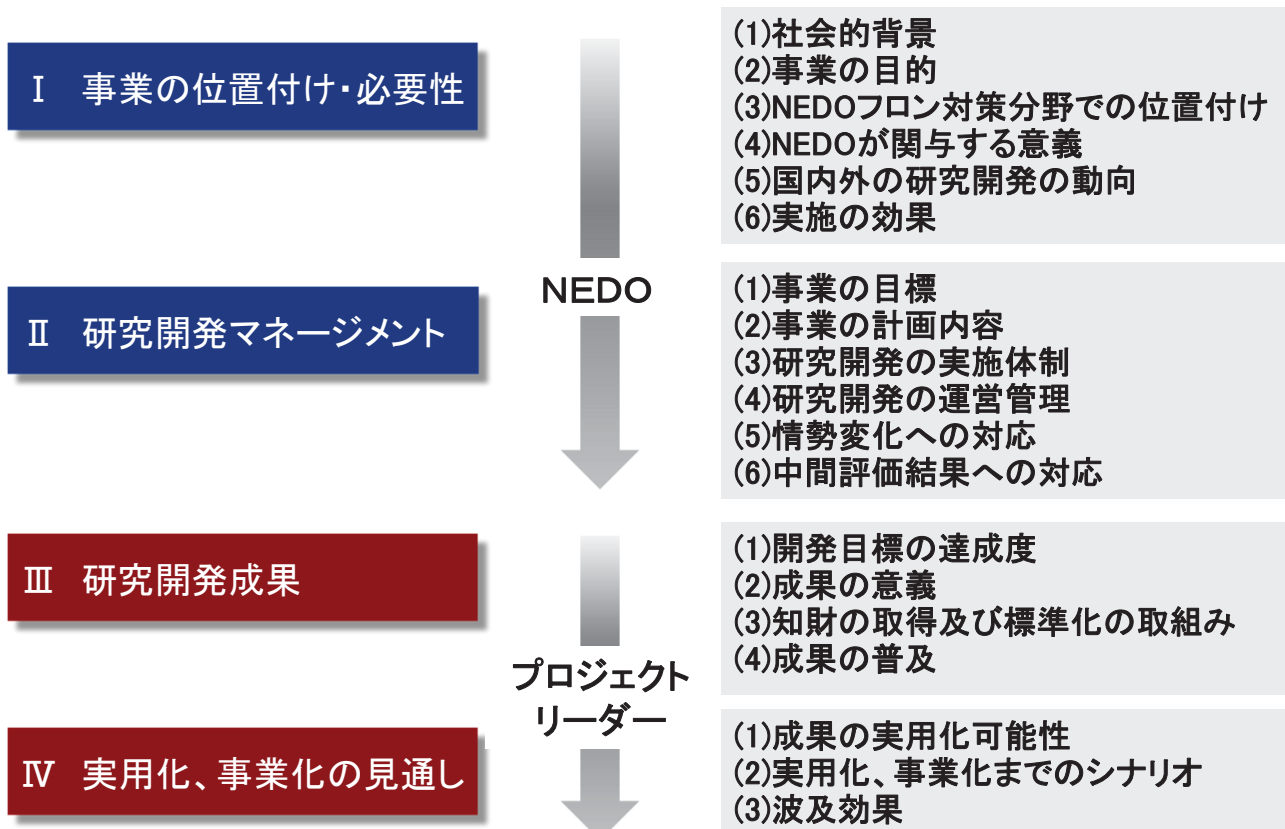 Ⅰ 事業の位置付け・必要性
(1)社会的背景
(2)事業の目的
(3)NEDOフロン対策分野での位置付け
(4)NEDOが関与する意義
(5)国内外の研究開発の動向
(6)実施の効果
NEDO
Ⅱ 研究開発マネージメント
(1)事業の目標
(2)事業の計画内容
(3)研究開発の実施体制
(4)研究開発の運営管理
(5)情勢変化への対応
(6)中間評価結果への対応
Ⅲ 研究開発成果
(1)開発目標の達成度
(2)成果の意義
(3)知財の取得及び標準化の取組み
(4)成果の普及
プロジェクト
リーダー
Ⅳ 実用化、事業化の見通し
(1)成果の実用化可能性
(2)実用化、事業化までのシナリオ
(3)波及効果